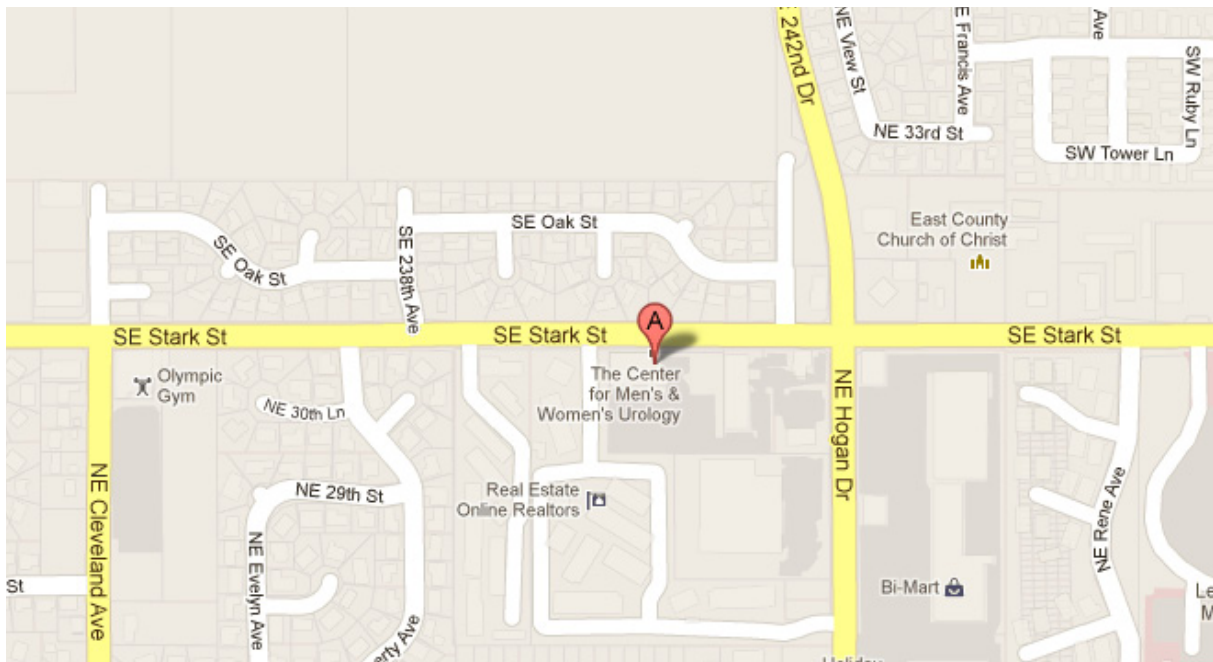 E 242nd Dr
NE View St
E Francis Ave
Ave
SW Ruby Ln
NE 33rd St
SW Tower Ln
SE Oak St
SE Oak St
SE 238th Ave
East County
Church of Christ
A
SE Stark St
SE Stark St
SE Stark St
Olympic
Gym
The Center
for Men's &
Women's Urology
NE 30th Ln
NE Hogan Dr
NE Cleveland Ave
NE 29th St
Real Estate
Online Realtors
NE Rene Ave
NE Evelyn Ave
St
Bi-Mart
Le
M
erty Ave